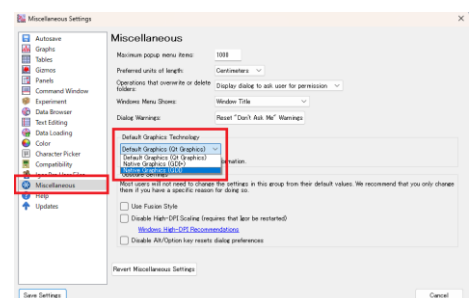 Miscellaneous Settings
Autosave
Graphs
Tables
Gizmos
Panels
Command Window
Experiment
Data Browser
Text Editing
Data Loading
Color
Character Picker
Compatibility
Miscellaneous
Help
Updates
Miscellaneous
Maximum popup menu items: 1000
Preferred units of length: Centimeters
Operations that overwrite or delete folders: Display dialog to ask user for permission
Windows Menu Shows: Window Title
Dialog Warnings: Reset "Don't Ask Me" Warnings
Default Graphics Technology
Default Graphics (Qt Graphics)
Default Graphics (Qt Graphics)
Native Graphics (GDI+)
Native Graphics (GDI)
Obscure Settings
Most users will not need to change the settings in this group from their default values. We recommend that you only change
them if you have a specific reason for doing so.
Use Fusion Style
Disable High-DPI Scaling (requires that Igor be restarted)
Windows High-DPI Recommendations
Disable Alt/Option key resets dialog preferences
Revert Miscellaneous Settings
Save Settings
Cancel